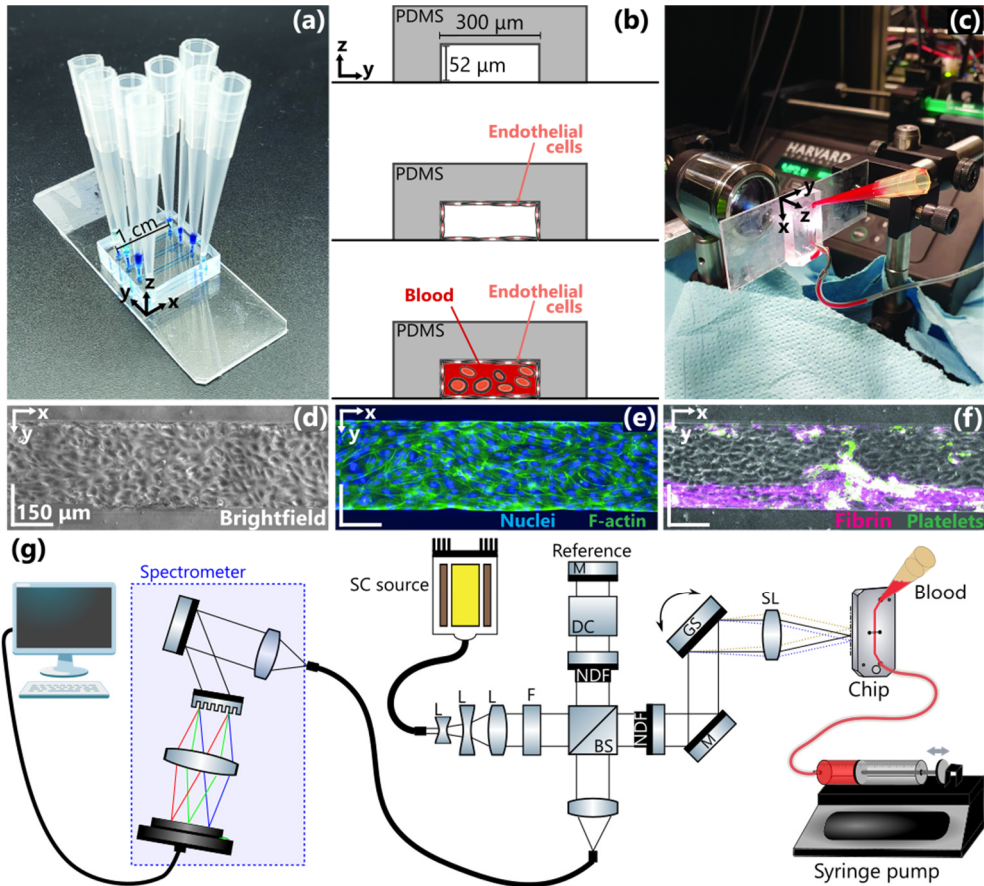 (a)
1 cm
z
y
x
(b)
PDMS
300 µm
52 µm
z
y
Endothelial
cells
PDMS
Blood
Endothelial
cells
PDMS
(c)
HARVARD
y
z
x
(d)
x
y
150 µm
Brightfield
(e)
x
y
Nuclei
F-actin
(f)
x
y
Fibrin
Platelets
(g)
Spectrometer
SC source
Reference
M
DC
NDF
L
L
L
F
BS
NDF
M
GS
SL
Blood
Chip
Syringe pump